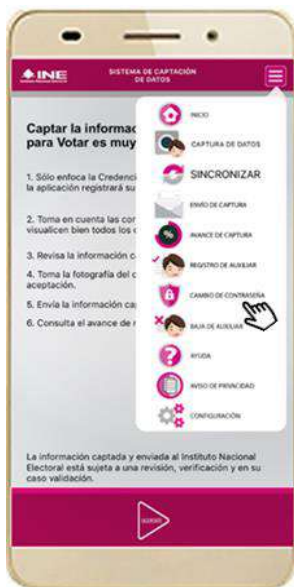 INE
SISTEMA DE CAPTACIÓN
DE DATOS
Captar la informac
para Votar es muy
1. Sólo enfoca la Credenci
la aplicación registrará su
2. Toma en cuenta las con
visualicen bien todos los
3. Revisa la información c
4. Toma la fotografía del c
aceptación.
5. Envía la información cap
6. Consulta el avance de r
INICIO
CAPTURA DE DATOS
SINCRONIZAR
ENVÍO DE CAPTURA
AVANCE DE CAPTURA
REGISTRO DE AUXILIAR
CAMBIO DE CONTRASEÑA
BAJA DE AUXILIAR
AYUDA
AVISO DE PRIVACIDAD
CONFIGURACIÓN
La información captada y enviada al Instituto Nacional
Electoral está sujeta a una revisión, verificación y en su
caso validación.